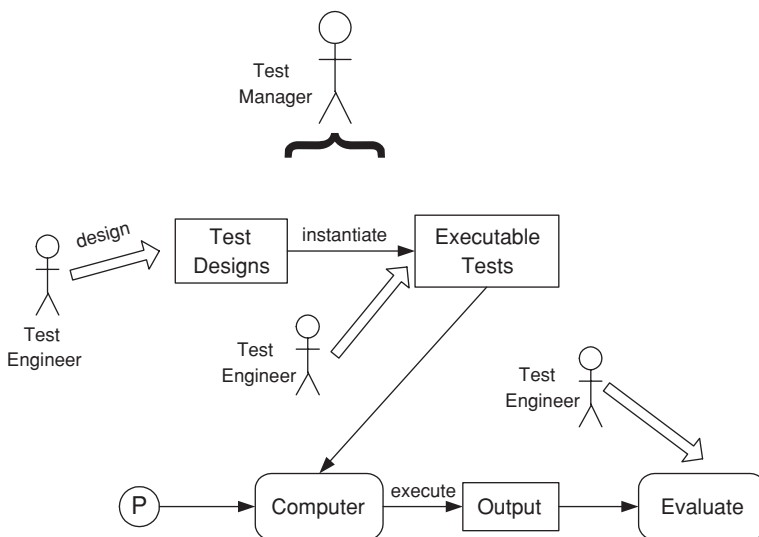 Test
Manager
design
Test
Designs
instantiate
Executable
Tests
Test
Engineer
Test
Engineer
Test
Engineer
P
Computer
execute
Output
Evaluate